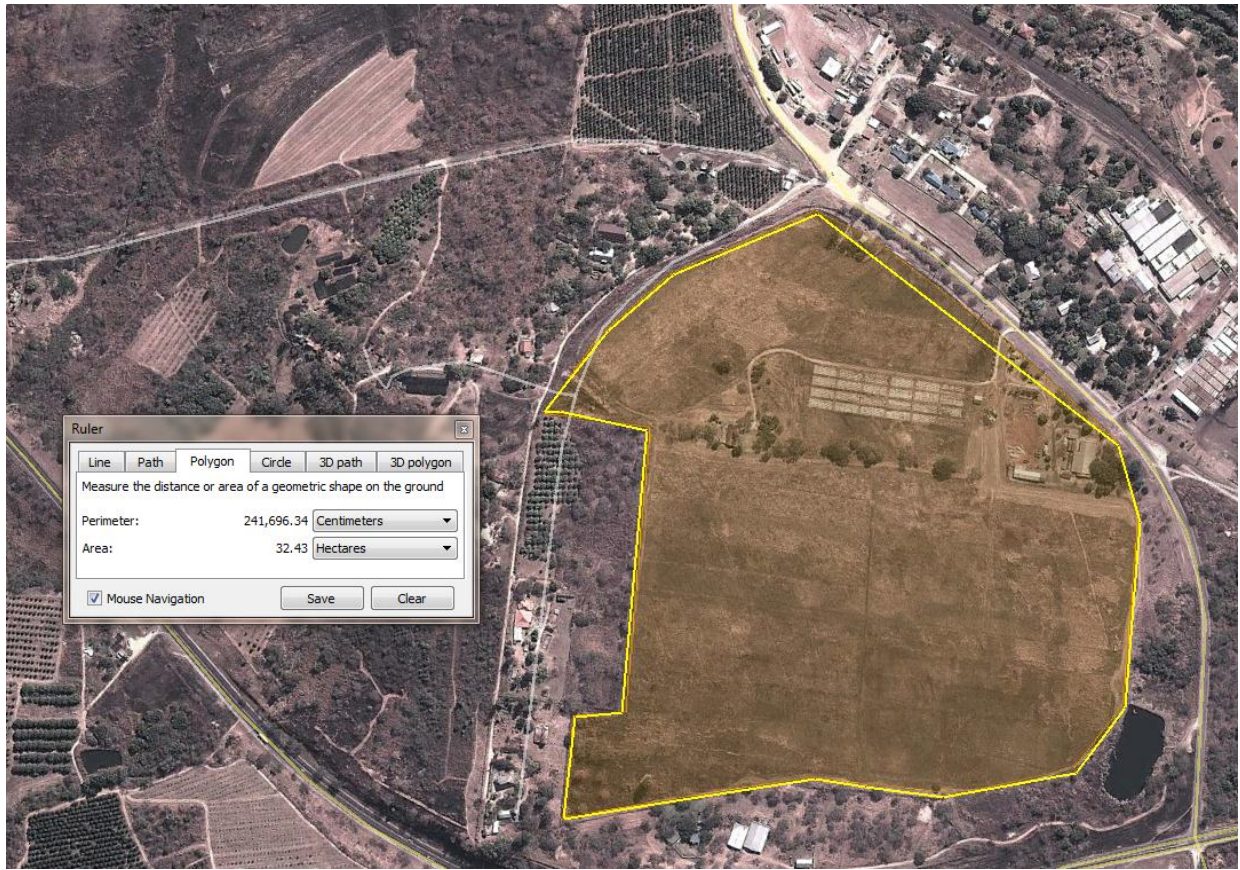 Ruler
Line Path Polygon Circle 3D path 3D polygon
Measure the distance or area of a geometric shape on the ground
Perimeter: 241,696.34 Centimeters
Area: 32.43 Hectares
Mouse Navigation Save Clear